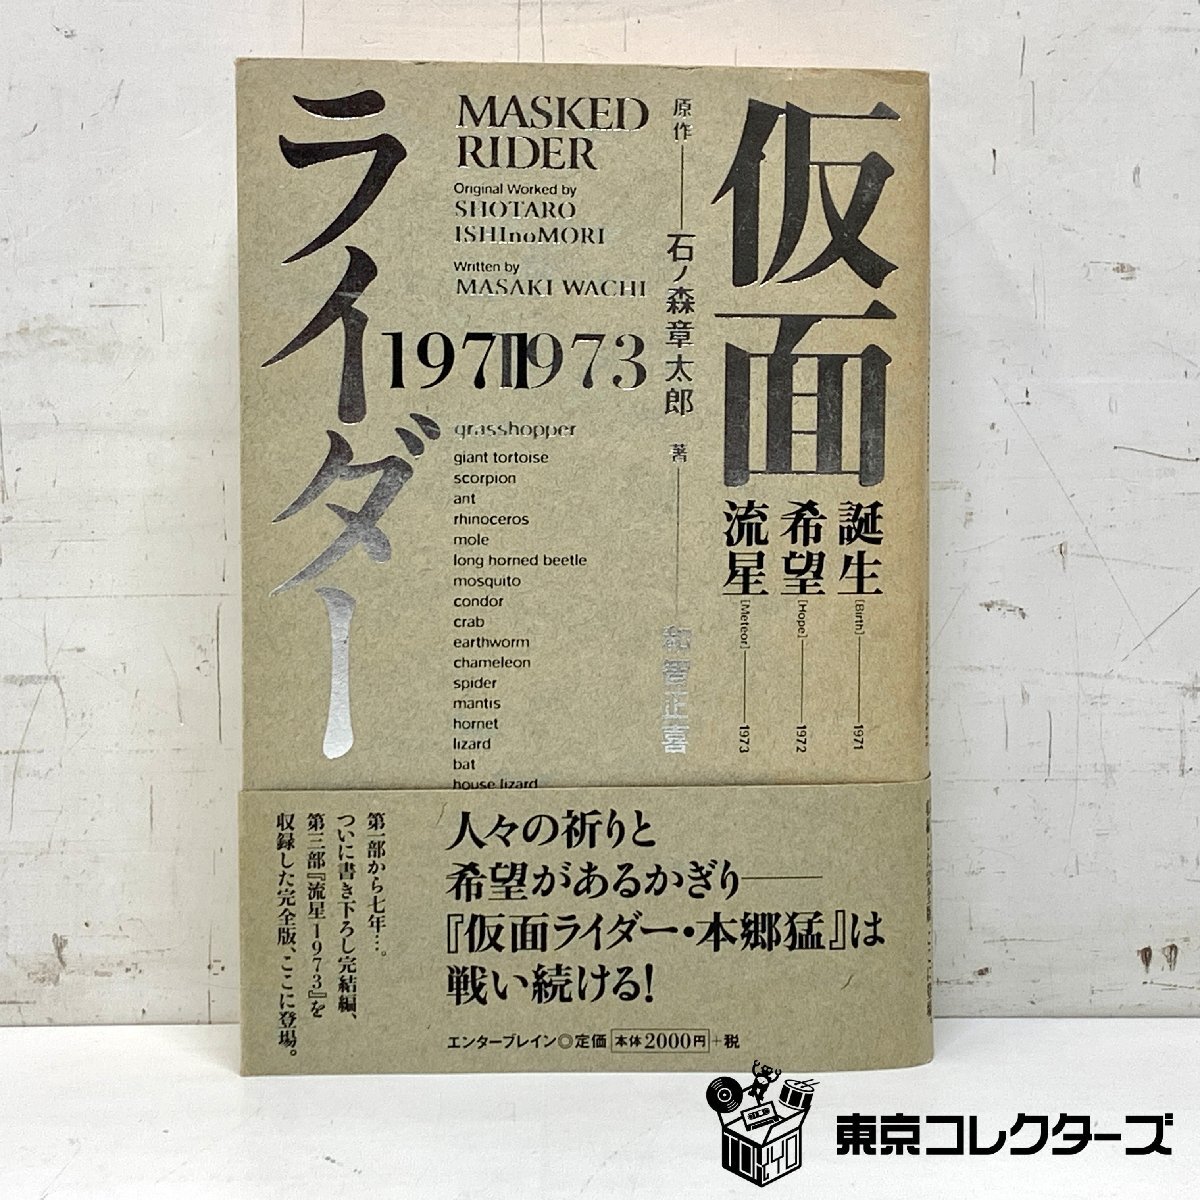 仮面
ライダー
原作──石ノ森章太郎 著──和智正喜
MASKED
RIDER
Original Worked by
SHOTARO
ISHInoMORI
Written by
MASAKI WACHI
1971-1973
誕生[Birth]──1971
希望[Hope]──1972
流星[Meteor]──1973
grasshopper
giant tortoise
scorpion
ant
rhinoceros
mole
long horned beetle
mosquito
condor
crab
earthworm
chameleon
spider
mantis
hornet
lizard
bat
house lizard
人々の祈りと
希望があるかぎり──
『仮面ライダー・本郷猛』は
戦い続ける!
第一部から七年…。
ついに書き下ろし完結編、
第三部『流星1973』を
収録した完全版、ここに登場。
エンターブレイン◎定価 本体2000円+税
TOKYO
東京コレクターズ